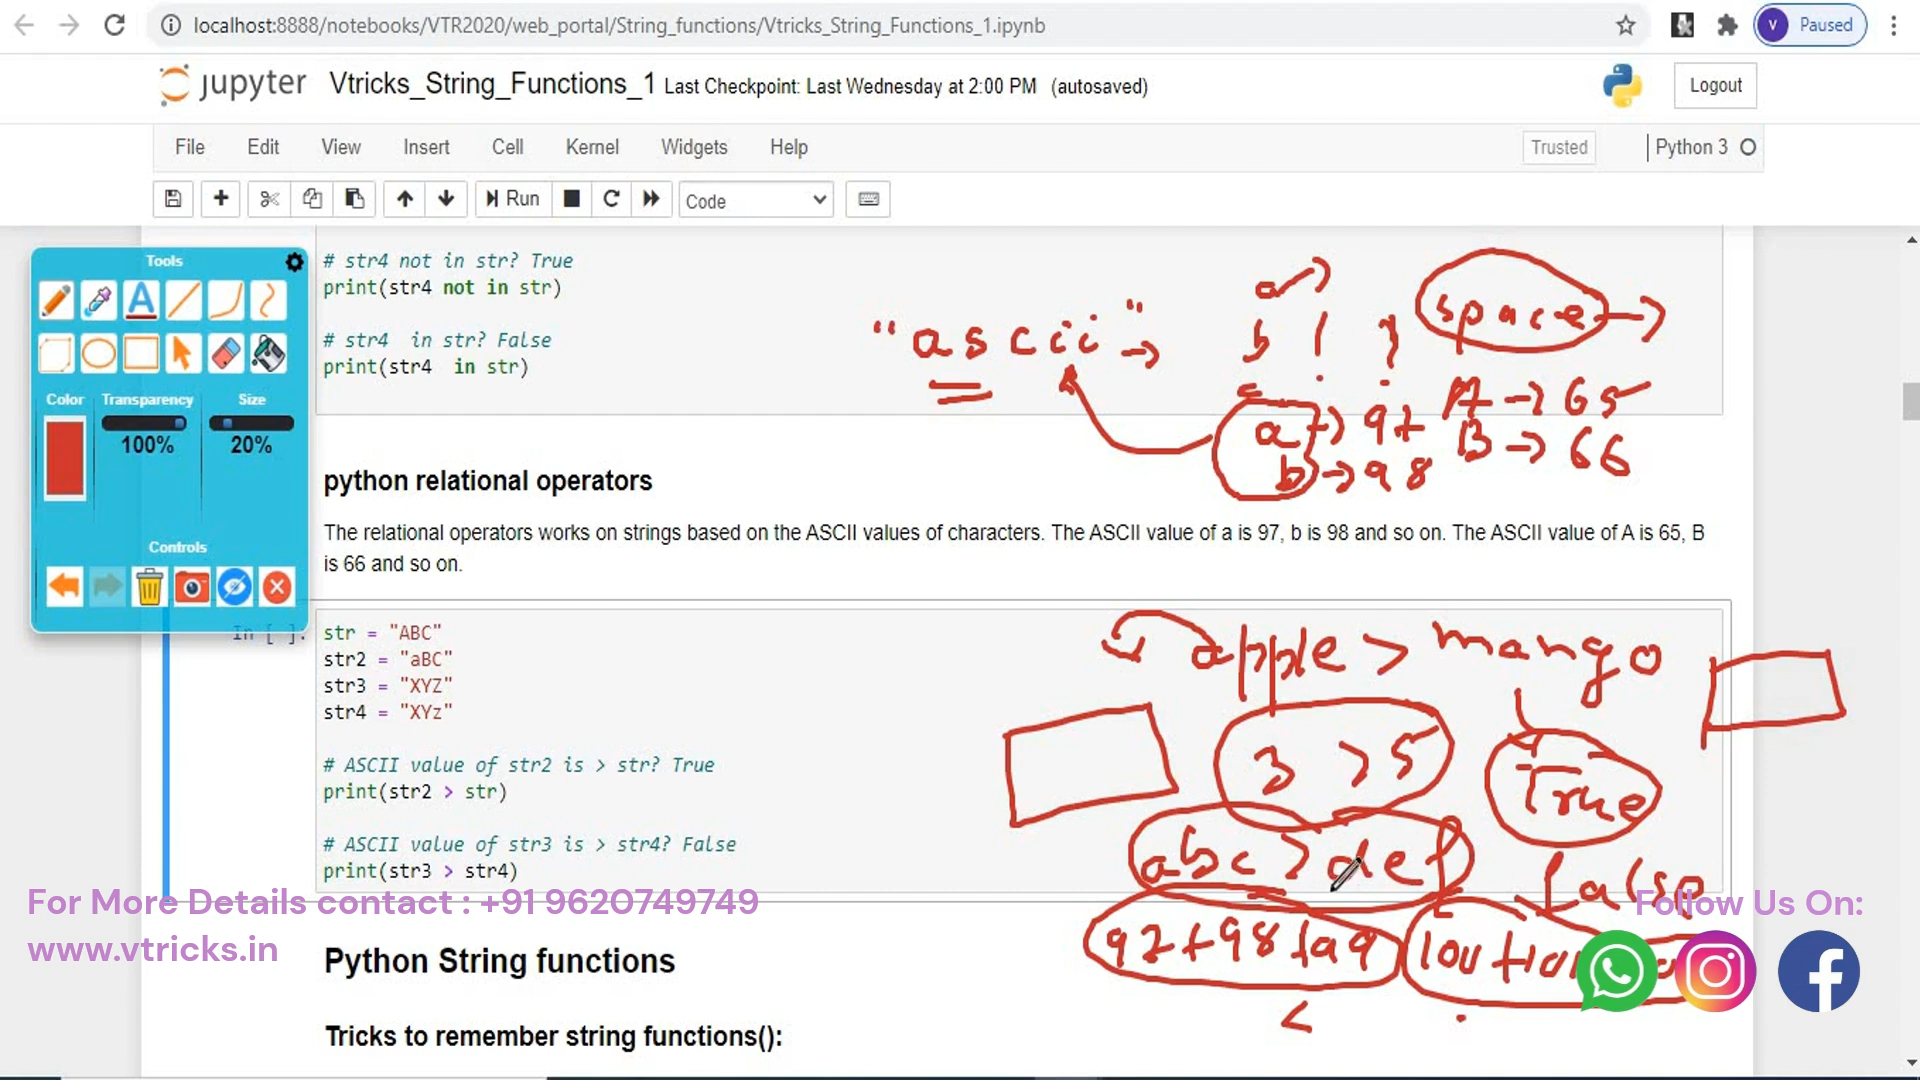 localhost:8888/notebooks/VTR2020/web_portal/String_functions/Vtricks_String_Functions_1.ipynb
V Paused
jupyter Vtricks_String_Functions_1 Last Checkpoint: Last Wednesday at 2:00 PM (autosaved)
Logout
File Edit View Insert Cell Kernel Widgets Help
Trusted
Python 3
Run
Code
Tools
Color Transparency Size
100% 20%
Controls
# str4 not in str? True
print(str4 not in str)
# str4 in str? False
print(str4 in str)
"ascii" →
a →
b
space →
a → 97
b → 98
A → 65
B → 66
python relational operators
The relational operators works on strings based on the ASCII values of characters. The ASCII value of a is 97, b is 98 and so on. The ASCII value of A is 65, B
is 66 and so on.
In [ ]:
str = "ABC"
str2 = "aBC"
str3 = "XYZ"
str4 = "XYz"
# ASCII value of str2 is > str? True
print(str2 > str)
# ASCII value of str3 is > str4? False
print(str3 > str4)
apple > mango
3 > 5
True
abc > def
97+98+99
<
For More Details contact : +91 9620749749
www.vtricks.in
Follow Us On:
Python String functions
Tricks to remember string functions():